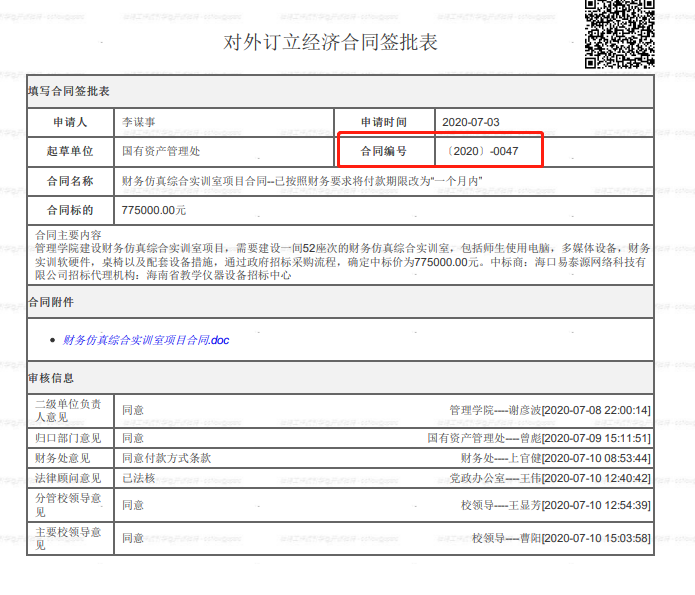 对外订立经济合同签批表
填写合同签批表
申请人 李谋事 申请时间 2020-07-03
起草单位 国有资产管理处 合同编号 〔2020〕-0047
合同名称 财务仿真综合实训室项目合同--已按照财务要求将付款期限改为“一个月内”
合同标的 775000.00元
合同主要内容
管理学院建设财务仿真综合实训室项目，需要建设一间52座次的财务仿真综合实训室，包括师生使用电脑，多媒体设备，财务
实训软硬件，桌椅以及配套设备措施，通过政府招标采购流程，确定中标价为775000.00元。中标商：海口易泰源网络科技有
限公司招标代理机构：海南省教学仪器设备招标中心
合同附件
• 财务仿真综合实训室项目合同.doc
审核信息
二级单位负责
人意见 同意 管理学院----谢彦波[2020-07-08 22:00:14]
归口部门意见 同意 国有资产管理处----曾彪[2020-07-09 15:11:51]
财务处意见 同意付款方式条款 财务处----上官健[2020-07-10 08:53:44]
法律顾问意见 已法核 党政办公室----王伟[2020-07-10 12:40:42]
分管校领导意
见 同意 校领导----王显芳[2020-07-10 12:54:39]
主要校领导意
见 同意 校领导----曹阳[2020-07-10 15:03:58]